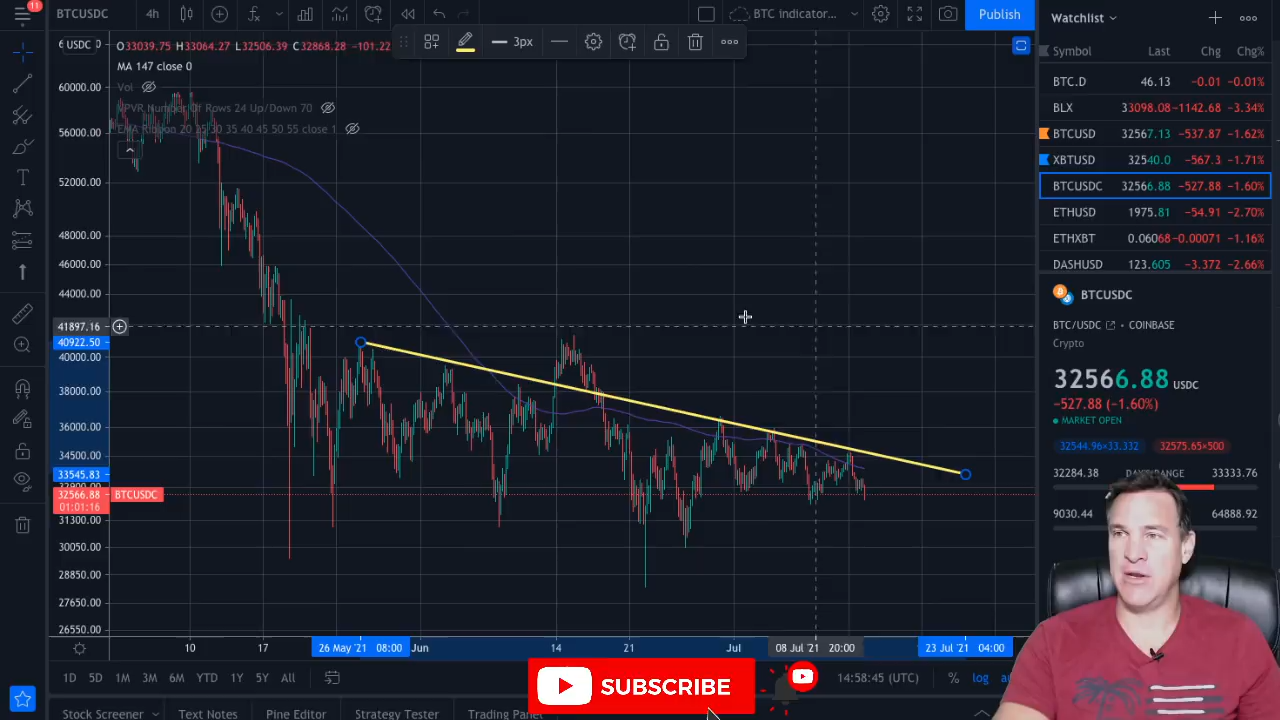 11
BTCUSDC
4h
BTC indicator...
Publish
Watchlist
USDC
O33039.75 H33064.27 L32506.39 C32868.28 -101.22
3px
MA 147 close 0
Vol
VPVR Number Of Rows 24 Up/Down 70
EMA Ribbon 20 25 30 35 40 45 50 55 close 1
60000.00
56000.00
52000.00
48000.00
46000.00
44000.00
41897.16
40922.50
40000.00
38000.00
36000.00
34500.00
33545.83
32566.88 BTCUSDC
01:01:16
31300.00
30050.00
28850.00
27650.00
26550.00
10
17
26 May '21 08:00
Jun
14
21
Jul
08 Jul '21 20:00
23 Jul '21 04:00
1D 5D 1M 3M 6M YTD 1Y 5Y All
14:58:45 (UTC)
%
log
Stock Screener
Text Notes
Pine Editor
Strategy Tester
Trading Panel
SUBSCRIBE
Symbol Last Chg Chg%
BTC.D 46.13 -0.01 -0.01%
BLX 33098.08 -1142.68 -3.34%
BTCUSD 32567.13 -537.87 -1.62%
XBTUSD 32540.0 -567.3 -1.71%
BTCUSDC 32566.88 -527.88 -1.60%
ETHUSD 1975.81 -54.91 -2.70%
ETHXBT 0.06068 -0.00071 -1.16%
DASHUSD 123.605 -3.372 -2.66%
BTCUSDC
BTC/USDC • COINBASE
Crypto
32566.88 USDC
−527.88 (−1.60%)
MARKET OPEN
32544.96×33.332 32575.65×500
32284.38 DAY'S RANGE 33333.76
9030.44 64888.92